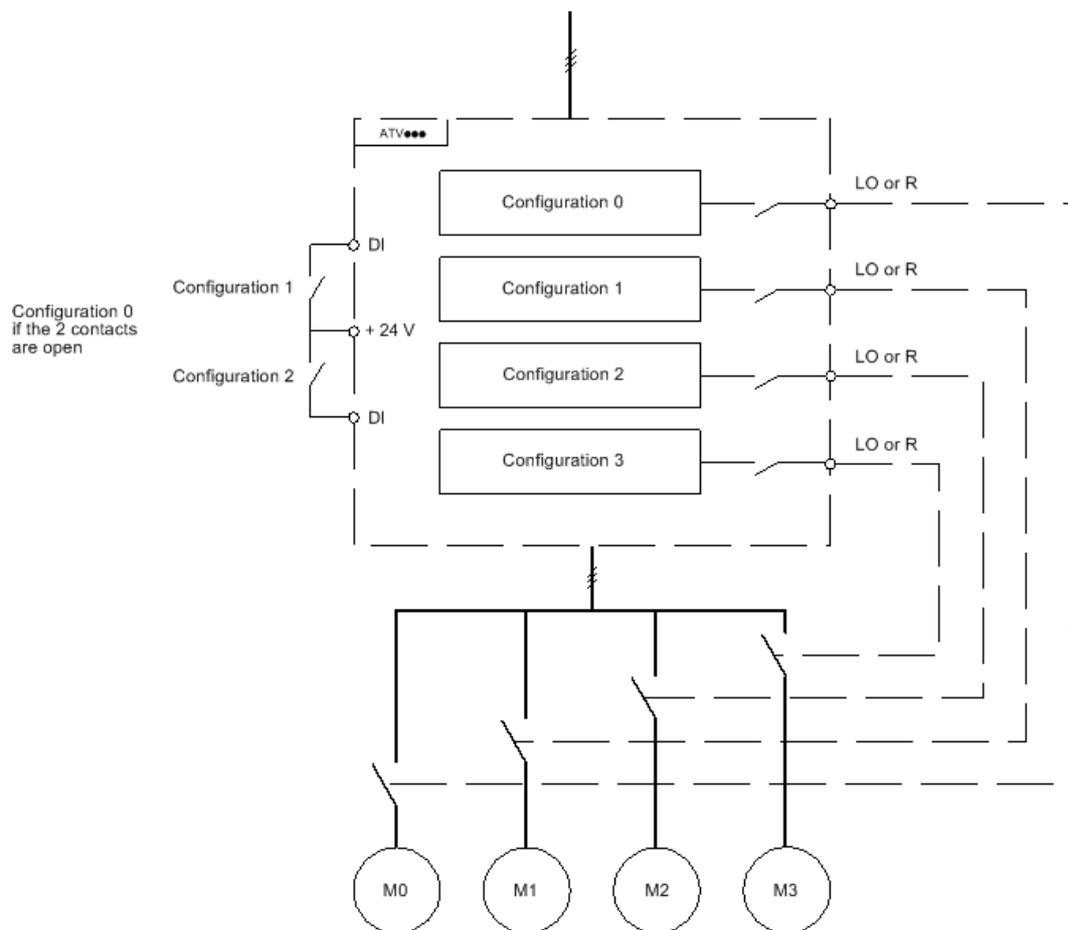 ATV●●●
Configuration 0
LO or R
DI
Configuration 1
LO or R
Configuration 1
Configuration 0
if the 2 contacts
are open
+ 24 V
Configuration 2
LO or R
Configuration 2
DI
Configuration 3
LO or R
M0
M1
M2
M3